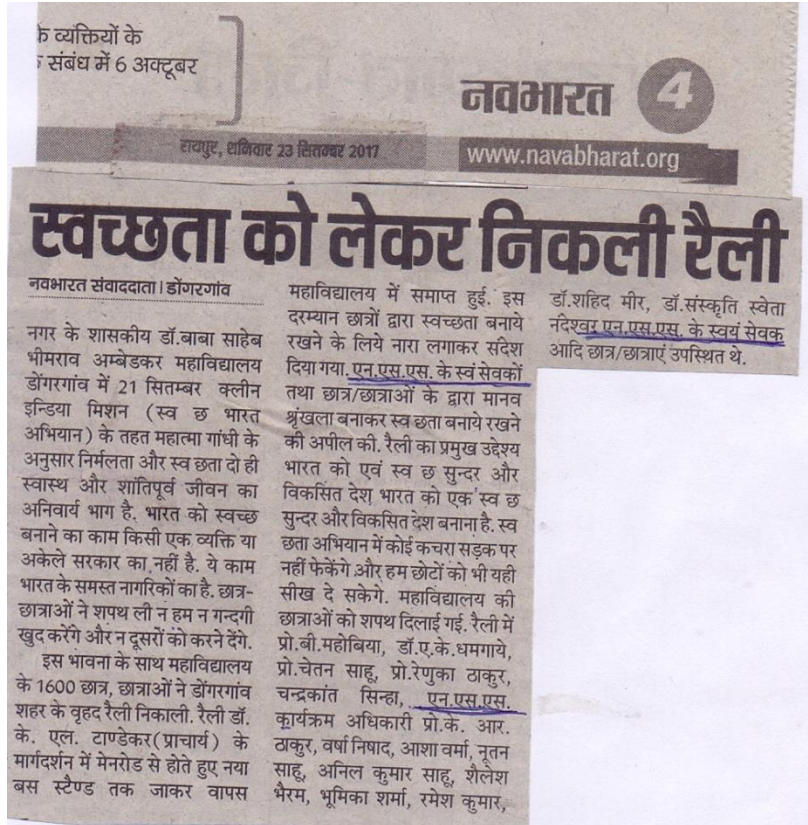 के व्यक्तियों के
संबंध में 6 अक्टूबर
नवभारत 4
रायपुर, शनिवार 23 सितम्बर 2017
www.navabharat.org
स्वच्छता को लेकर निकली रैली
नवभारत संवाददाता। डोंगरगांव
नगर के शासकीय डॉ.बाबा साहेब
भीमराव अम्बेडकर महाविद्यालय
डोंगरगांव में 21 सितम्बर क्लीन
इन्डिया मिशन (स्व छ भारत
अभियान) के तहत महात्मा गांधी के
अनुसार निर्मलता और स्व छता दो ही
स्वास्थ और शांतिपूर्व जीवन का
अनिवार्य भाग है. भारत को स्वच्छ
बनाने का काम किसी एक व्यक्ति या
अकेले सरकार का नहीं है. ये काम
भारत के समस्त नागरिकों का है. छात्र-
छात्राओं ने शपथ ली न हम न गन्दगी
खुद करेंगे और न दूसरों को करने देंगे.
इस भावना के साथ महाविद्यालय
के 1600 छात्र, छात्राओं ने डोंगरगांव
शहर के वृहद रैली निकाली. रैली डॉ.
के. एल. टाण्डेकर(प्राचार्य) के
मार्गदर्शन में मेनरोड से होते हुए नया
बस स्टैण्ड तक जाकर वापस
महाविद्यालय में समाप्त हुई. इस
दरम्यान छात्रों द्वारा स्वच्छता बनाये
रखने के लिये नारा लगाकर संदेश
दिया गया. एन.एस.एस. के स्वं सेवकों
तथा छात्र/छात्राओं के द्वारा मानव
श्रृंखला बनाकर स्व छता बनाये रखने
की अपील की. रैली का प्रमुख उद्देश्य
भारत को एवं स्व छ सुन्दर और
विकसित देश भारत को एक स्व छ
सुन्दर और विकसित देश बनाना है. स्व
छता अभियान में कोई कचरा सड़क पर
नहीं फेकेंगे और हम छोटों को भी यही
सीख दे सकेगे. महाविद्यालय की
छात्राओं को शपथ दिलाई गई. रैली में
प्रो.बी.महोबिया, डॉ.ए.के.धमगाये,
प्रो.चेतन साहू, प्रो.रेणुका ठाकुर,
चन्द्रकांत सिन्हा, एन.एस.एस.
कार्यक्रम अधिकारी प्रो.के. आर.
ठाकुर, वर्षा निषाद, आशा वर्मा, नूतन
साहू, अनिल कुमार साहू, शैलेश
भैरम, भूमिका शर्मा, रमेश कुमार,
डॉ.शहिद मीर, डॉ.संस्कृति स्वेता
नंदेश्वर एन.एस.एस. के स्वयं सेवक
आदि छात्र/छात्राएं उपस्थित थे.